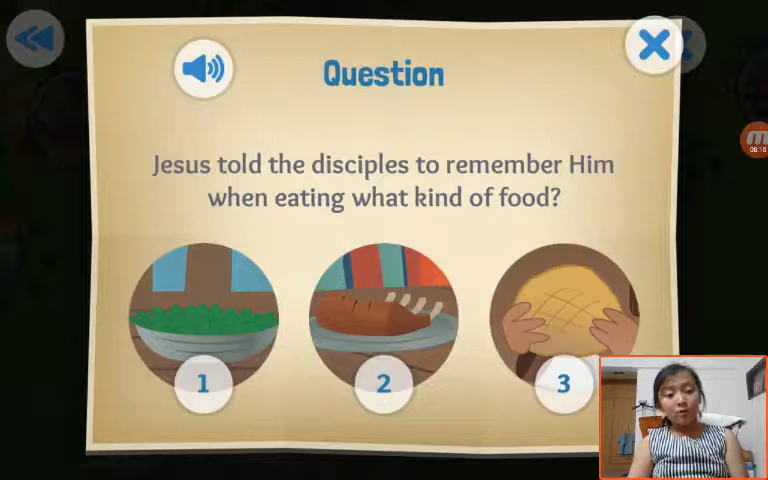 Question
Jesus told the disciples to remember Him
when eating what kind of food?
1 2 3